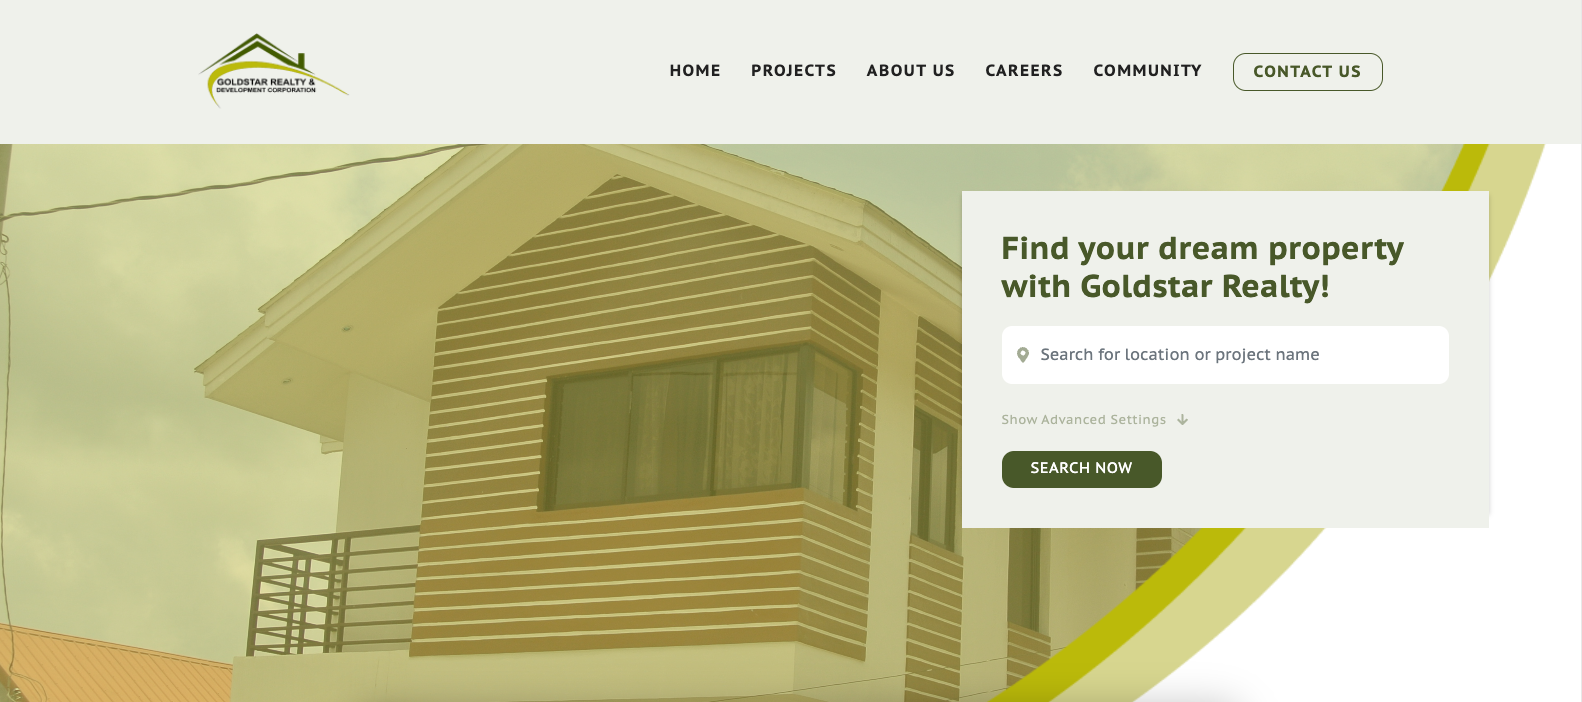 GOLDSTAR REALTY &
DEVELOPMENT CORPORATION
HOME
PROJECTS
ABOUT US
CAREERS
COMMUNITY
CONTACT US
Find your dream property
with Goldstar Realty!
Search for location or project name
Show Advanced Settings
SEARCH NOW